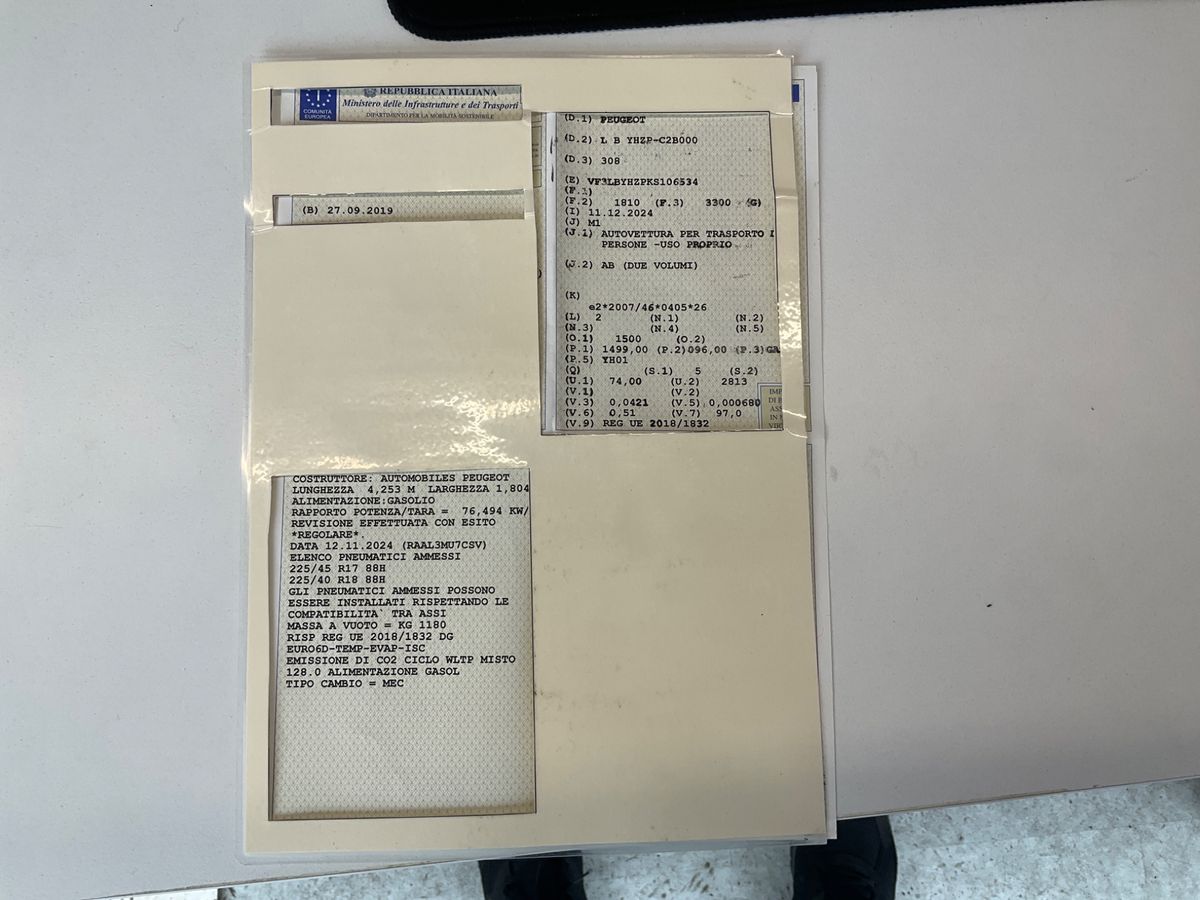 REPUBBLICA ITALIANA
Ministero delle Infrastrutture e dei Trasporti
DIPARTIMENTO PER LA MOBILITÀ SOSTENIBILE
I
COMUNITÀ
EUROPEA
(B) 27.09.2019
(D.1) PEUGEOT
(D.2) L B YHZP-C2B000
(D.3) 308
(E) VF3LBYHZPKS106534
(F.1)
(F.2) 1810 (F.3) 3300 (G)
(I) 11.12.2024
(J) M1
(J.1) AUTOVETTURA PER TRASPORTO
PERSONE -USO PROPRIO
(J.2) AB (DUE VOLUMI)
(K)
e2*2007/46*0405*26
(L) 2 (N.1) (N.2)
(N.3) (N.4) (N.5)
(O.1) 1500 (O.2)
(P.1) 1499,00 (P.2)096,00 (P.3)GA
(P.5) YH01
(Q) (S.1) 5 (S.2)
(U.1) 74,00 (U.2) 2813
(V.1) (V.2)
(V.3) 0,0421 (V.5) 0,000680
(V.6) 0,51 (V.7) 97,0
(V.9) REG UE 2018/1832
IMP
DI B
ASS
IN M
COSTRUTTORE: AUTOMOBILES PEUGEOT
LUNGHEZZA 4,253 M LARGHEZZA 1,804
ALIMENTAZIONE:GASOLIO
RAPPORTO POTENZA/TARA = 76,494 KW/
REVISIONE EFFETTUATA CON ESITO
*REGOLARE*.
DATA 12.11.2024 (RAAL3MU7CSV)
ELENCO PNEUMATICI AMMESSI
225/45 R17 88H
225/40 R18 88H
GLI PNEUMATICI AMMESSI POSSONO
ESSERE INSTALLATI RISPETTANDO LE
COMPATIBILITA` TRA ASSI
MASSA A VUOTO = KG 1180
RISP REG UE 2018/1832 DG
EURO6D-TEMP-EVAP-ISC
EMISSIONE DI CO2 CICLO WLTP MISTO
128.0 ALIMENTAZIONE GASOL
TIPO CAMBIO = MEC